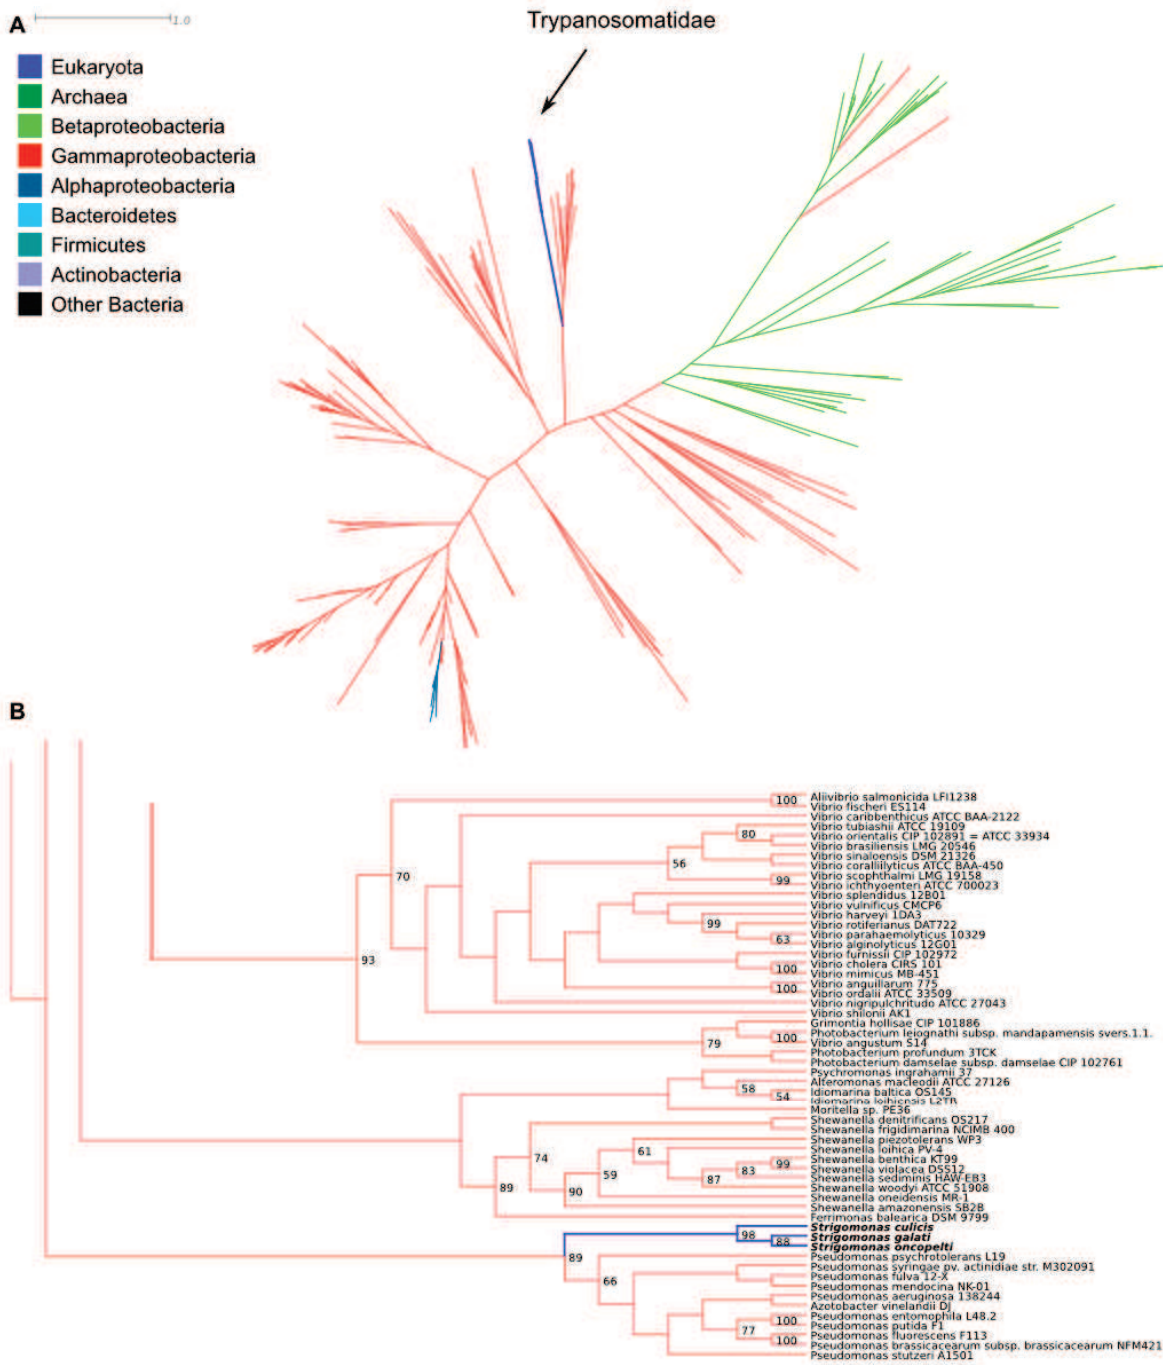 A
1.0
Trypanosomatidae
Eukaryota
Archaea
Betaproteobacteria
Gammaproteobacteria
Alphaproteobacteria
Bacteroidetes
Firmicutes
Actinobacteria
Other Bacteria
B
100
80
56
99
70
99
63
93
100
100
100
79
58
54
61
74
99
83
59
87
89
90
98
88
89
66
100
77
100
Aliivibrio salmonicida LFI1238
Vibrio fischeri ES114
Vibrio caribbenthicus ATCC BAA-2122
Vibrio tubiashii ATCC 19109
Vibrio orientalis CIP 102891 = ATCC 33934
Vibrio brasiliensis LMG 20546
Vibrio sinaloensis DSM 21326
Vibrio coralliilyticus ATCC BAA-450
Vibrio scophthalmi LMG 19158
Vibrio ichthyoenteri ATCC 700023
Vibrio splendidus 12B01
Vibrio vulnificus CMCP6
Vibrio harveyi 1DA3
Vibrio rotiferianus DAT722
Vibrio parahaemolyticus 10329
Vibrio alginolyticus 12G01
Vibrio furnissii CIP 102972
Vibrio cholera CIRS 101
Vibrio mimicus MB-451
Vibrio anguillarum 775
Vibrio ordalii ATCC 33509
Vibrio nigripulchritudo ATCC 27043
Vibrio shilonii AK1
Grimontia hollisae CIP 101886
Photobacterium leiognathi subsp. mandapamensis svers.1.1.
Vibrio angustum S14
Photobacterium profundum 3TCK
Photobacterium damselae subsp. damselae CIP 102761
Psychromonas ingrahamii 37
Alteromonas macleodii ATCC 27126
Idiomarina baltica OS145
Idiomarina loihiensis L2TR
Moritella sp. PE36
Shewanella denitrificans OS217
Shewanella frigidimarina NCIMB 400
Shewanella piezotolerans WP3
Shewanella loihica PV-4
Shewanella benthica KT99
Shewanella violacea DSS12
Shewanella sediminis HAW-EB3
Shewanella woodyi ATCC 51908
Shewanella oneidensis MR-1
Shewanella amazonensis SB2B
Ferrimonas balearica DSM 9799
Strigomonas culicis
Strigomonas galati
Strigomonas oncopelti
Pseudomonas psychrotolerans L19
Pseudomonas syringae pv. actinidiae str. M302091
Pseudomonas fulva 12-X
Pseudomonas mendocina NK-01
Pseudomonas aeruginosa 138244
Azotobacter vinelandii DJ
Pseudomonas entomophila L48.2
Pseudomonas putida F1
Pseudomonas fluorescens F113
Pseudomonas brassicacearum subsp. brassicacearum NFM421
Pseudomonas stutzeri A1501